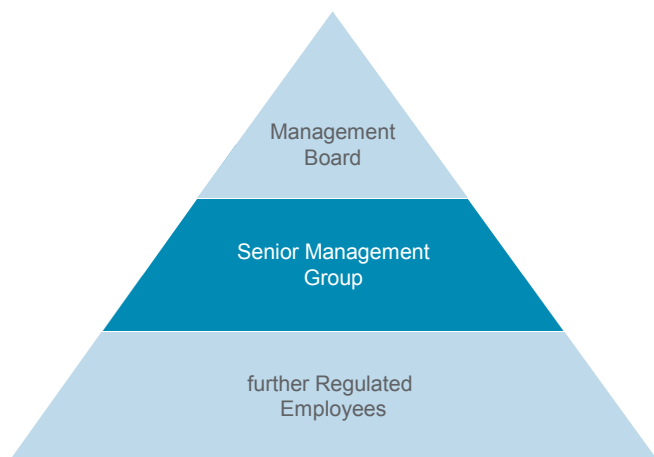 Management
Board
Senior Management
Group
further Regulated
Employees